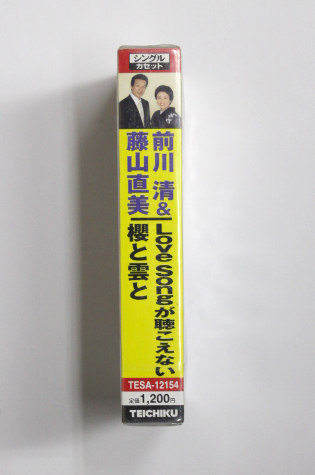 シングル
カセット
前川 清&
藤山直美
Love Songが聴こえない
櫻と雲と
TESA-12154
定価1,200円
TEICHIKU